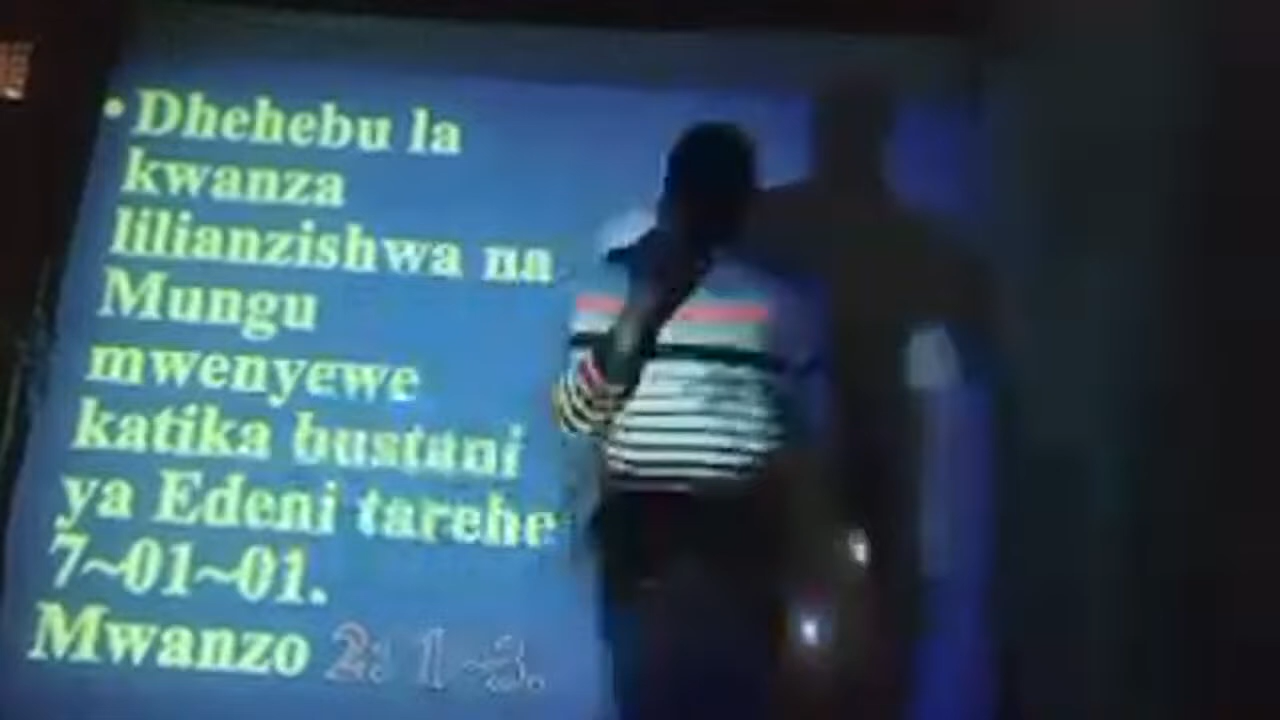 • Dhehebu la
kwanza
lilianzishwa na
Mungu
mwenyewe
katika bustani
ya Edeni tarehe
7~01~01.
Mwanzo 2: 1-3.